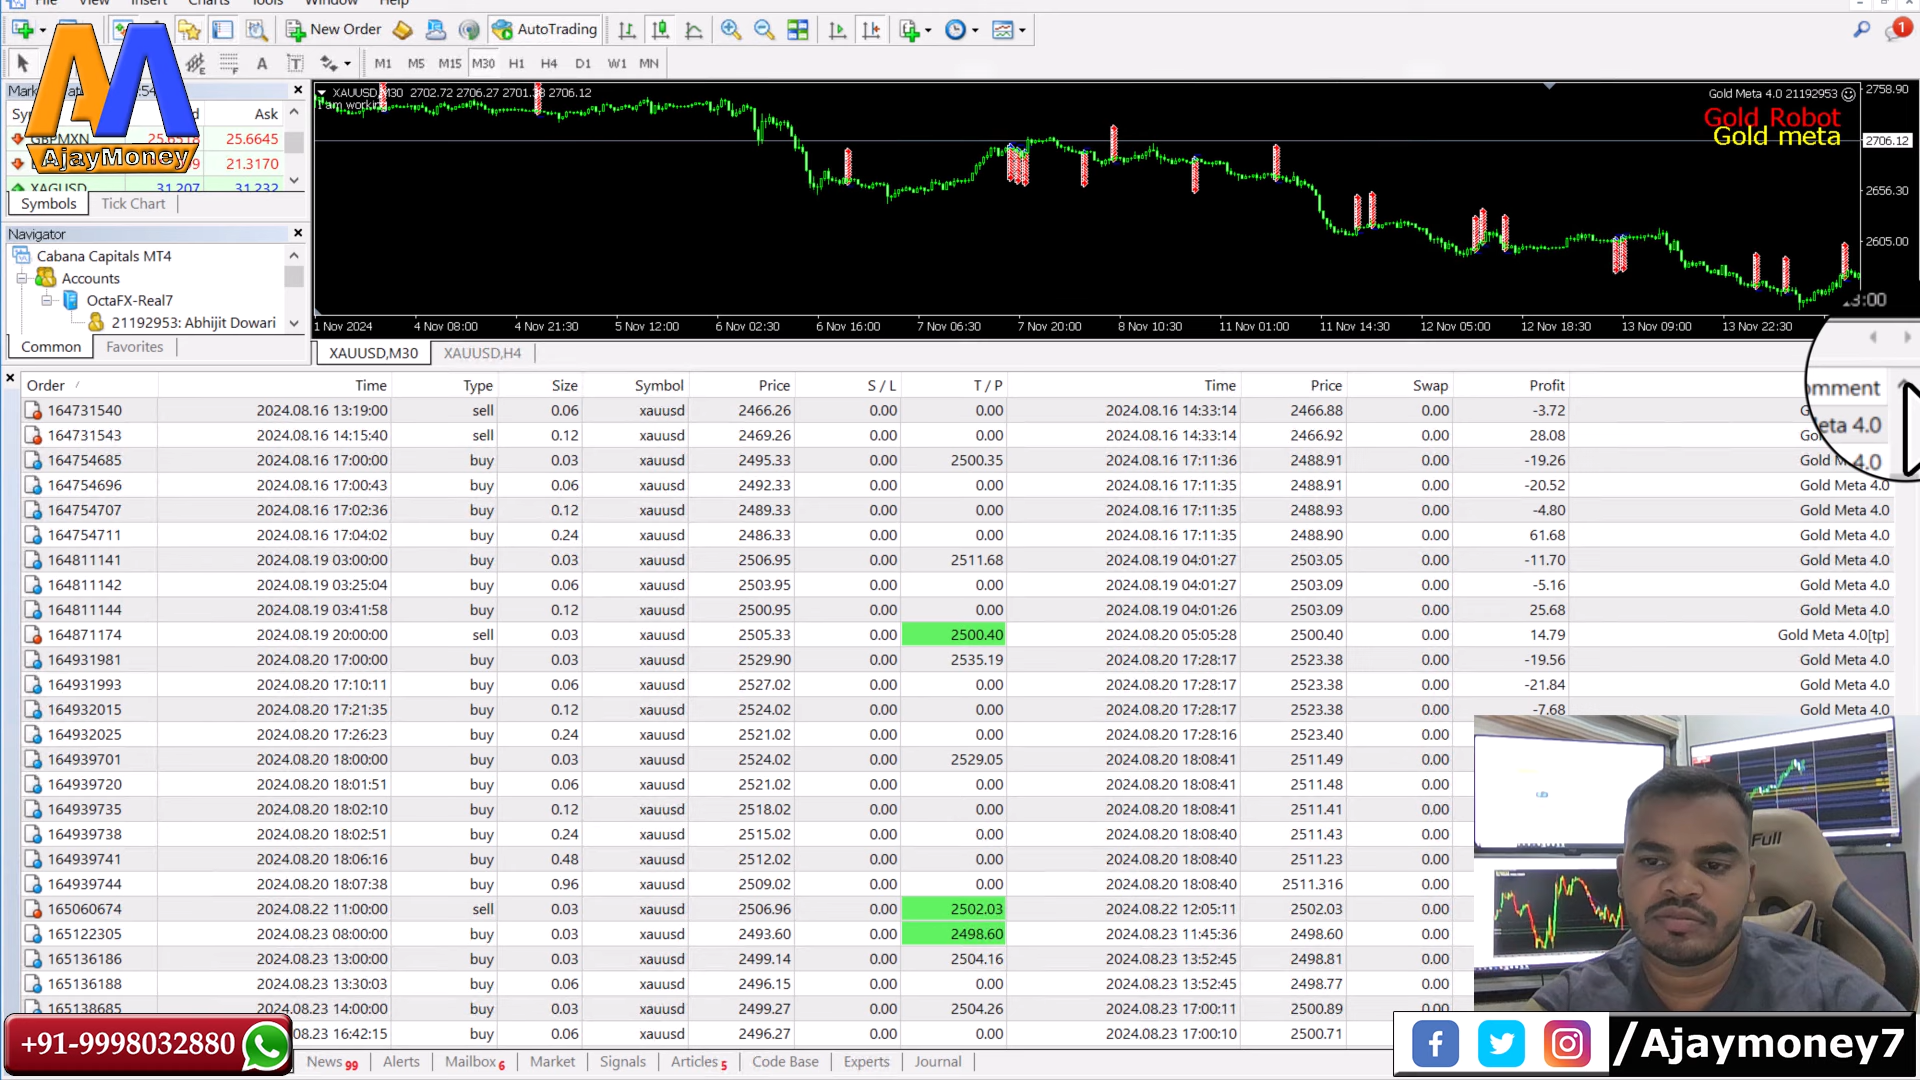 File View Insert Charts Tools Window Help
New Order AutoTrading 1
A T M1 M5 M15 M30 H1 H4 D1 W1 MN
AM
AjayMoney
Ask
GBPMXN 25.6518 25.6645
21.3170
XAGUSD 31.207 31.232
Symbols Tick Chart
Navigator
Cabana Capitals MT4
Accounts
OctaFX-Real7
21192953: Abhijit Dowari
Common Favorites
XAUUSD,M30 2702.72 2706.27 2706.12
Gold Meta 4.0 21192953
Gold Robot
Gold meta
2758.90
2706.12
2656.30
2605.00
1 Nov 2024 4 Nov 08:00 4 Nov 21:30 5 Nov 12:00 6 Nov 02:30 6 Nov 16:00 7 Nov 06:30 7 Nov 20:00 8 Nov 10:30 11 Nov 01:00 11 Nov 14:30 12 Nov 05:00 12 Nov 18:30 13 Nov 09:00 13 Nov 22:30
XAUUSD,M30 XAUUSD,H4
Order / Time Type Size Symbol Price S / L T / P Time Price Swap Profit omment
164731540 2024.08.16 13:19:00 sell 0.06 xauusd 2466.26 0.00 0.00 2024.08.16 14:33:14 2466.88 0.00 -3.72 eta 4.0
164731543 2024.08.16 14:15:40 sell 0.12 xauusd 2469.26 0.00 0.00 2024.08.16 14:33:14 2466.92 0.00 28.08
164754685 2024.08.16 17:00:00 buy 0.03 xauusd 2495.33 0.00 2500.35 2024.08.16 17:11:36 2488.91 0.00 -19.26 Gold M 4.0
164754696 2024.08.16 17:00:43 buy 0.06 xauusd 2492.33 0.00 0.00 2024.08.16 17:11:35 2488.91 0.00 -20.52 Gold Meta 4.0
164754707 2024.08.16 17:02:36 buy 0.12 xauusd 2489.33 0.00 0.00 2024.08.16 17:11:35 2488.93 0.00 -4.80 Gold Meta 4.0
164754711 2024.08.16 17:04:02 buy 0.24 xauusd 2486.33 0.00 0.00 2024.08.16 17:11:35 2488.90 0.00 61.68 Gold Meta 4.0
164811141 2024.08.19 03:00:00 buy 0.03 xauusd 2506.95 0.00 2511.68 2024.08.19 04:01:27 2503.05 0.00 -11.70 Gold Meta 4.0
164811142 2024.08.19 03:25:04 buy 0.06 xauusd 2503.95 0.00 0.00 2024.08.19 04:01:27 2503.09 0.00 -5.16 Gold Meta 4.0
164811144 2024.08.19 03:41:58 buy 0.12 xauusd 2500.95 0.00 0.00 2024.08.19 04:01:26 2503.09 0.00 25.68 Gold Meta 4.0
164871174 2024.08.19 20:00:00 sell 0.03 xauusd 2505.33 0.00 2500.40 2024.08.20 05:05:28 2500.40 0.00 14.79 Gold Meta 4.0[tp]
164931981 2024.08.20 17:00:00 buy 0.03 xauusd 2529.90 0.00 2535.19 2024.08.20 17:28:17 2523.38 0.00 -19.56 Gold Meta 4.0
164931993 2024.08.20 17:10:11 buy 0.06 xauusd 2527.02 0.00 0.00 2024.08.20 17:28:17 2523.38 0.00 -21.84 Gold Meta 4.0
164932015 2024.08.20 17:21:35 buy 0.12 xauusd 2524.02 0.00 0.00 2024.08.20 17:28:17 2523.38 0.00 -7.68 Gold Meta 4.0
164932025 2024.08.20 17:26:23 buy 0.24 xauusd 2521.02 0.00 0.00 2024.08.20 17:28:16 2523.40 0.00
164939701 2024.08.20 18:00:00 buy 0.03 xauusd 2524.02 0.00 2529.05 2024.08.20 18:08:41 2511.49 0.00
164939720 2024.08.20 18:01:51 buy 0.06 xauusd 2521.02 0.00 0.00 2024.08.20 18:08:41 2511.48 0.00
164939735 2024.08.20 18:02:10 buy 0.12 xauusd 2518.02 0.00 0.00 2024.08.20 18:08:41 2511.41 0.00
164939738 2024.08.20 18:02:51 buy 0.24 xauusd 2515.02 0.00 0.00 2024.08.20 18:08:40 2511.43 0.00
164939741 2024.08.20 18:06:16 buy 0.48 xauusd 2512.02 0.00 0.00 2024.08.20 18:08:40 2511.23 0.00
164939744 2024.08.20 18:07:38 buy 0.96 xauusd 2509.02 0.00 0.00 2024.08.20 18:08:40 2511.316 0.00
165060674 2024.08.22 11:00:00 sell 0.03 xauusd 2506.96 0.00 2502.03 2024.08.22 12:05:11 2502.03 0.00
165122305 2024.08.23 08:00:00 buy 0.03 xauusd 2493.60 0.00 2498.60 2024.08.23 11:45:36 2498.60 0.00
165136186 2024.08.23 13:00:00 buy 0.03 xauusd 2499.14 0.00 2504.16 2024.08.23 13:52:45 2498.81 0.00
165136188 2024.08.23 13:30:03 buy 0.06 xauusd 2496.15 0.00 0.00 2024.08.23 13:52:45 2498.77 0.00
165138685 2024.08.23 14:00:00 buy 0.03 xauusd 2499.27 0.00 2504.26 2024.08.23 17:00:11 2500.89 0.00
.08.23 16:42:15 buy 0.06 xauusd 2496.27 0.00 0.00 2024.08.23 17:00:10 2500.71 0.00
Full
+91-9998032880
News 99 Alerts Mailbox 6 Market Signals Articles 5 Code Base Experts Journal
/Ajaymoney7